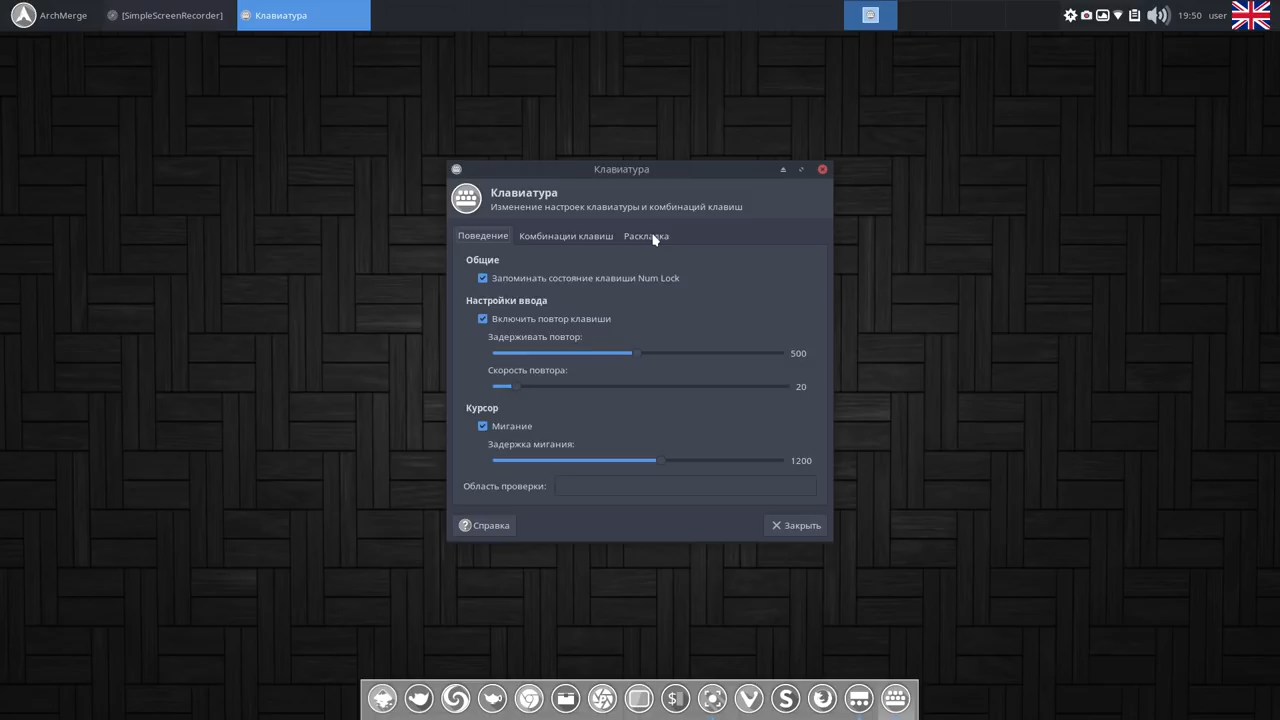 ArchMerge
[SimpleScreenRecorder]
Клавиатура
19:50
user
Клавиатура
Клавиатура
Изменение настроек клавиатуры и комбинаций клавиш
Поведение
Комбинации клавиш
Раскладка
Общие
Запоминать состояние клавиши Num Lock
Настройки ввода
Включить повтор клавиши
Задерживать повтор:
500
Скорость повтора:
20
Курсор
Мигание
Задержка мигания:
1200
Область проверки:
Справка
Закрыть